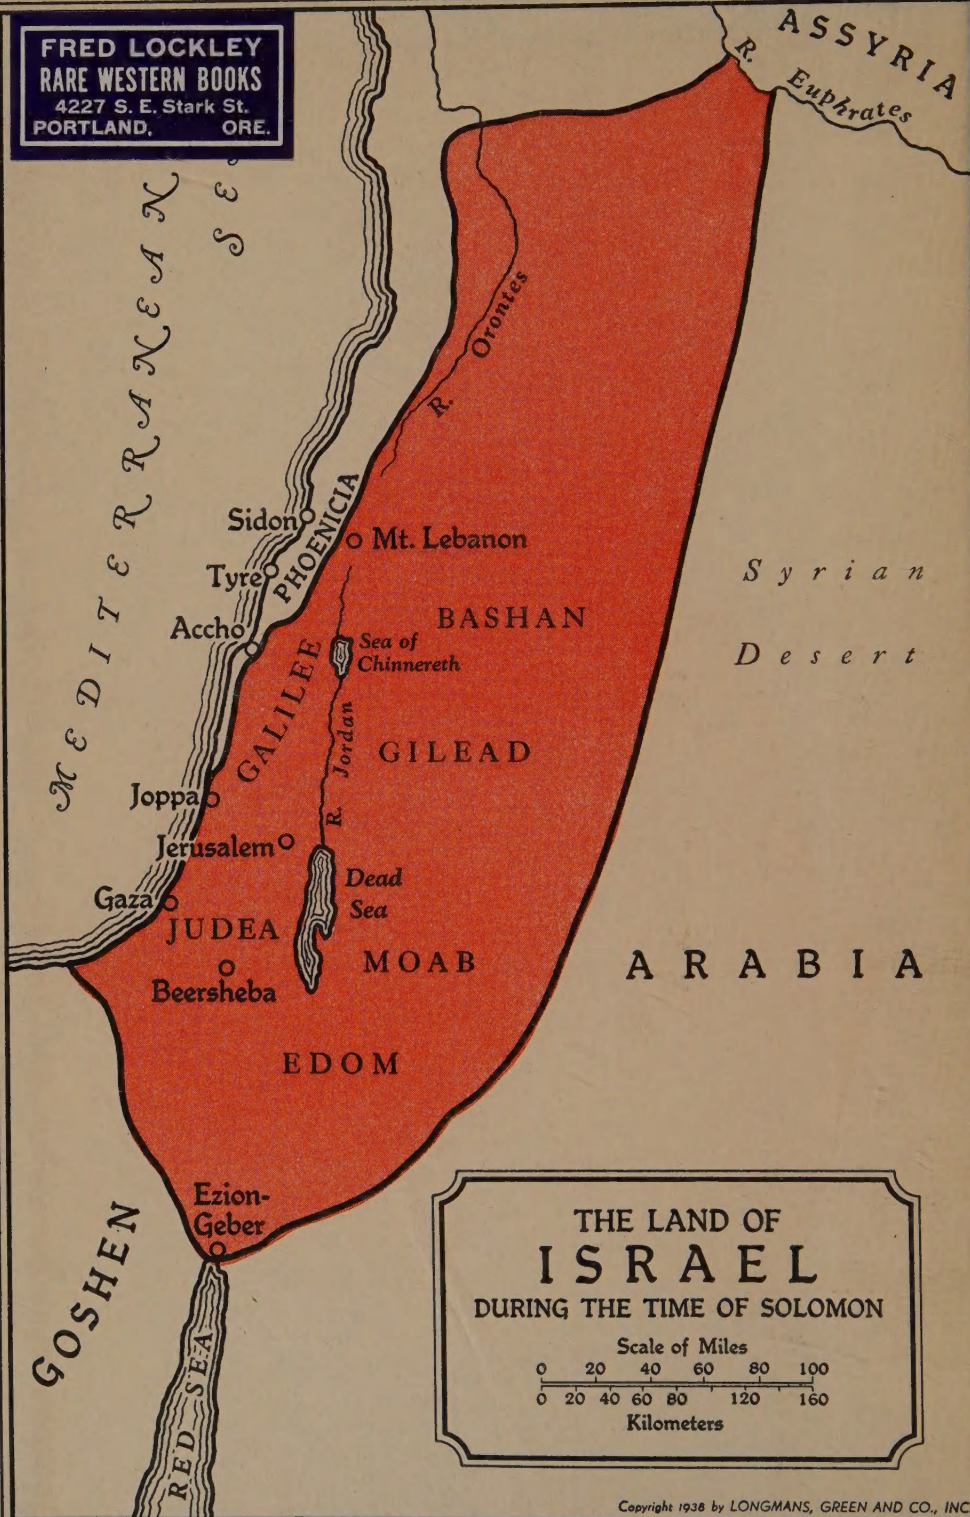 FRED LOCKLEY
RARE WESTERN BOOKS
4227 S. E. Stark St.
PORTLAND, ORE.
ASSYRIA
R. Euphrates
MEDITERRANEAN
R. Orontes
Sidon
PHOENICIA
Mt. Lebanon
Tyre
Syrian
Desert
BASHAN
Accho
Sea of
Chinnereth
GALILEE
R. Jordan
GILEAD
Joppa
Jerusalem
Dead
Sea
Gaza
JUDEA
MOAB
ARABIA
Beersheba
EDOM
Ezion-
Geber
GOSHEN
RED SEA
THE LAND OF
ISRAEL
DURING THE TIME OF SOLOMON
Scale of Miles
0 20 40 60 80 100
0 20 40 60 80 120 160
Kilometers
Copyright 1938 by LONGMANS, GREEN AND CO., INC